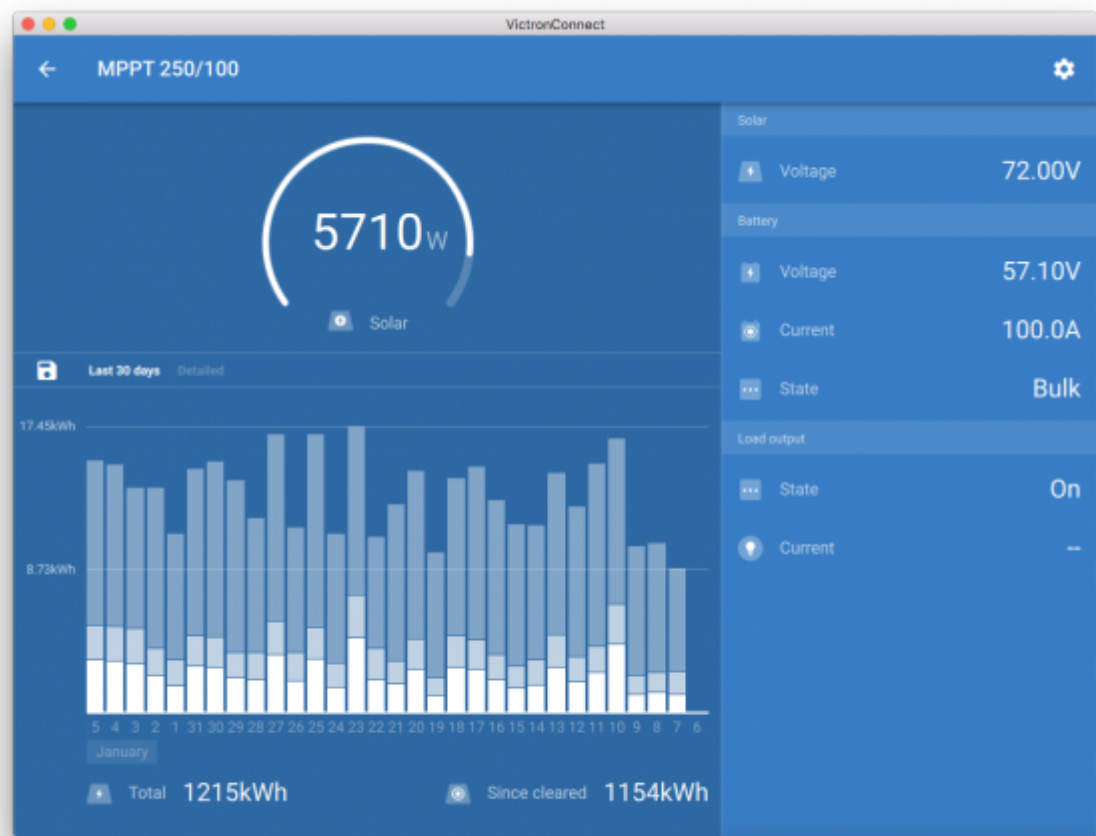 VictronConnect
MPPT 250/100
5710W
Solar
Last 30 days Detailed
17.45kWh
8.73kWh
5 4 3 2 1 31 30 29 28 27 26 25 24 23 22 21 20 19 18 17 16 15 14 13 12 11 10 9 8 7 6
January
Total 1215kWh Since cleared 1154kWh
Solar
Voltage 72.00V
Battery
Voltage 57.10V
Current 100.0A
State Bulk
Load output
State On
Current --